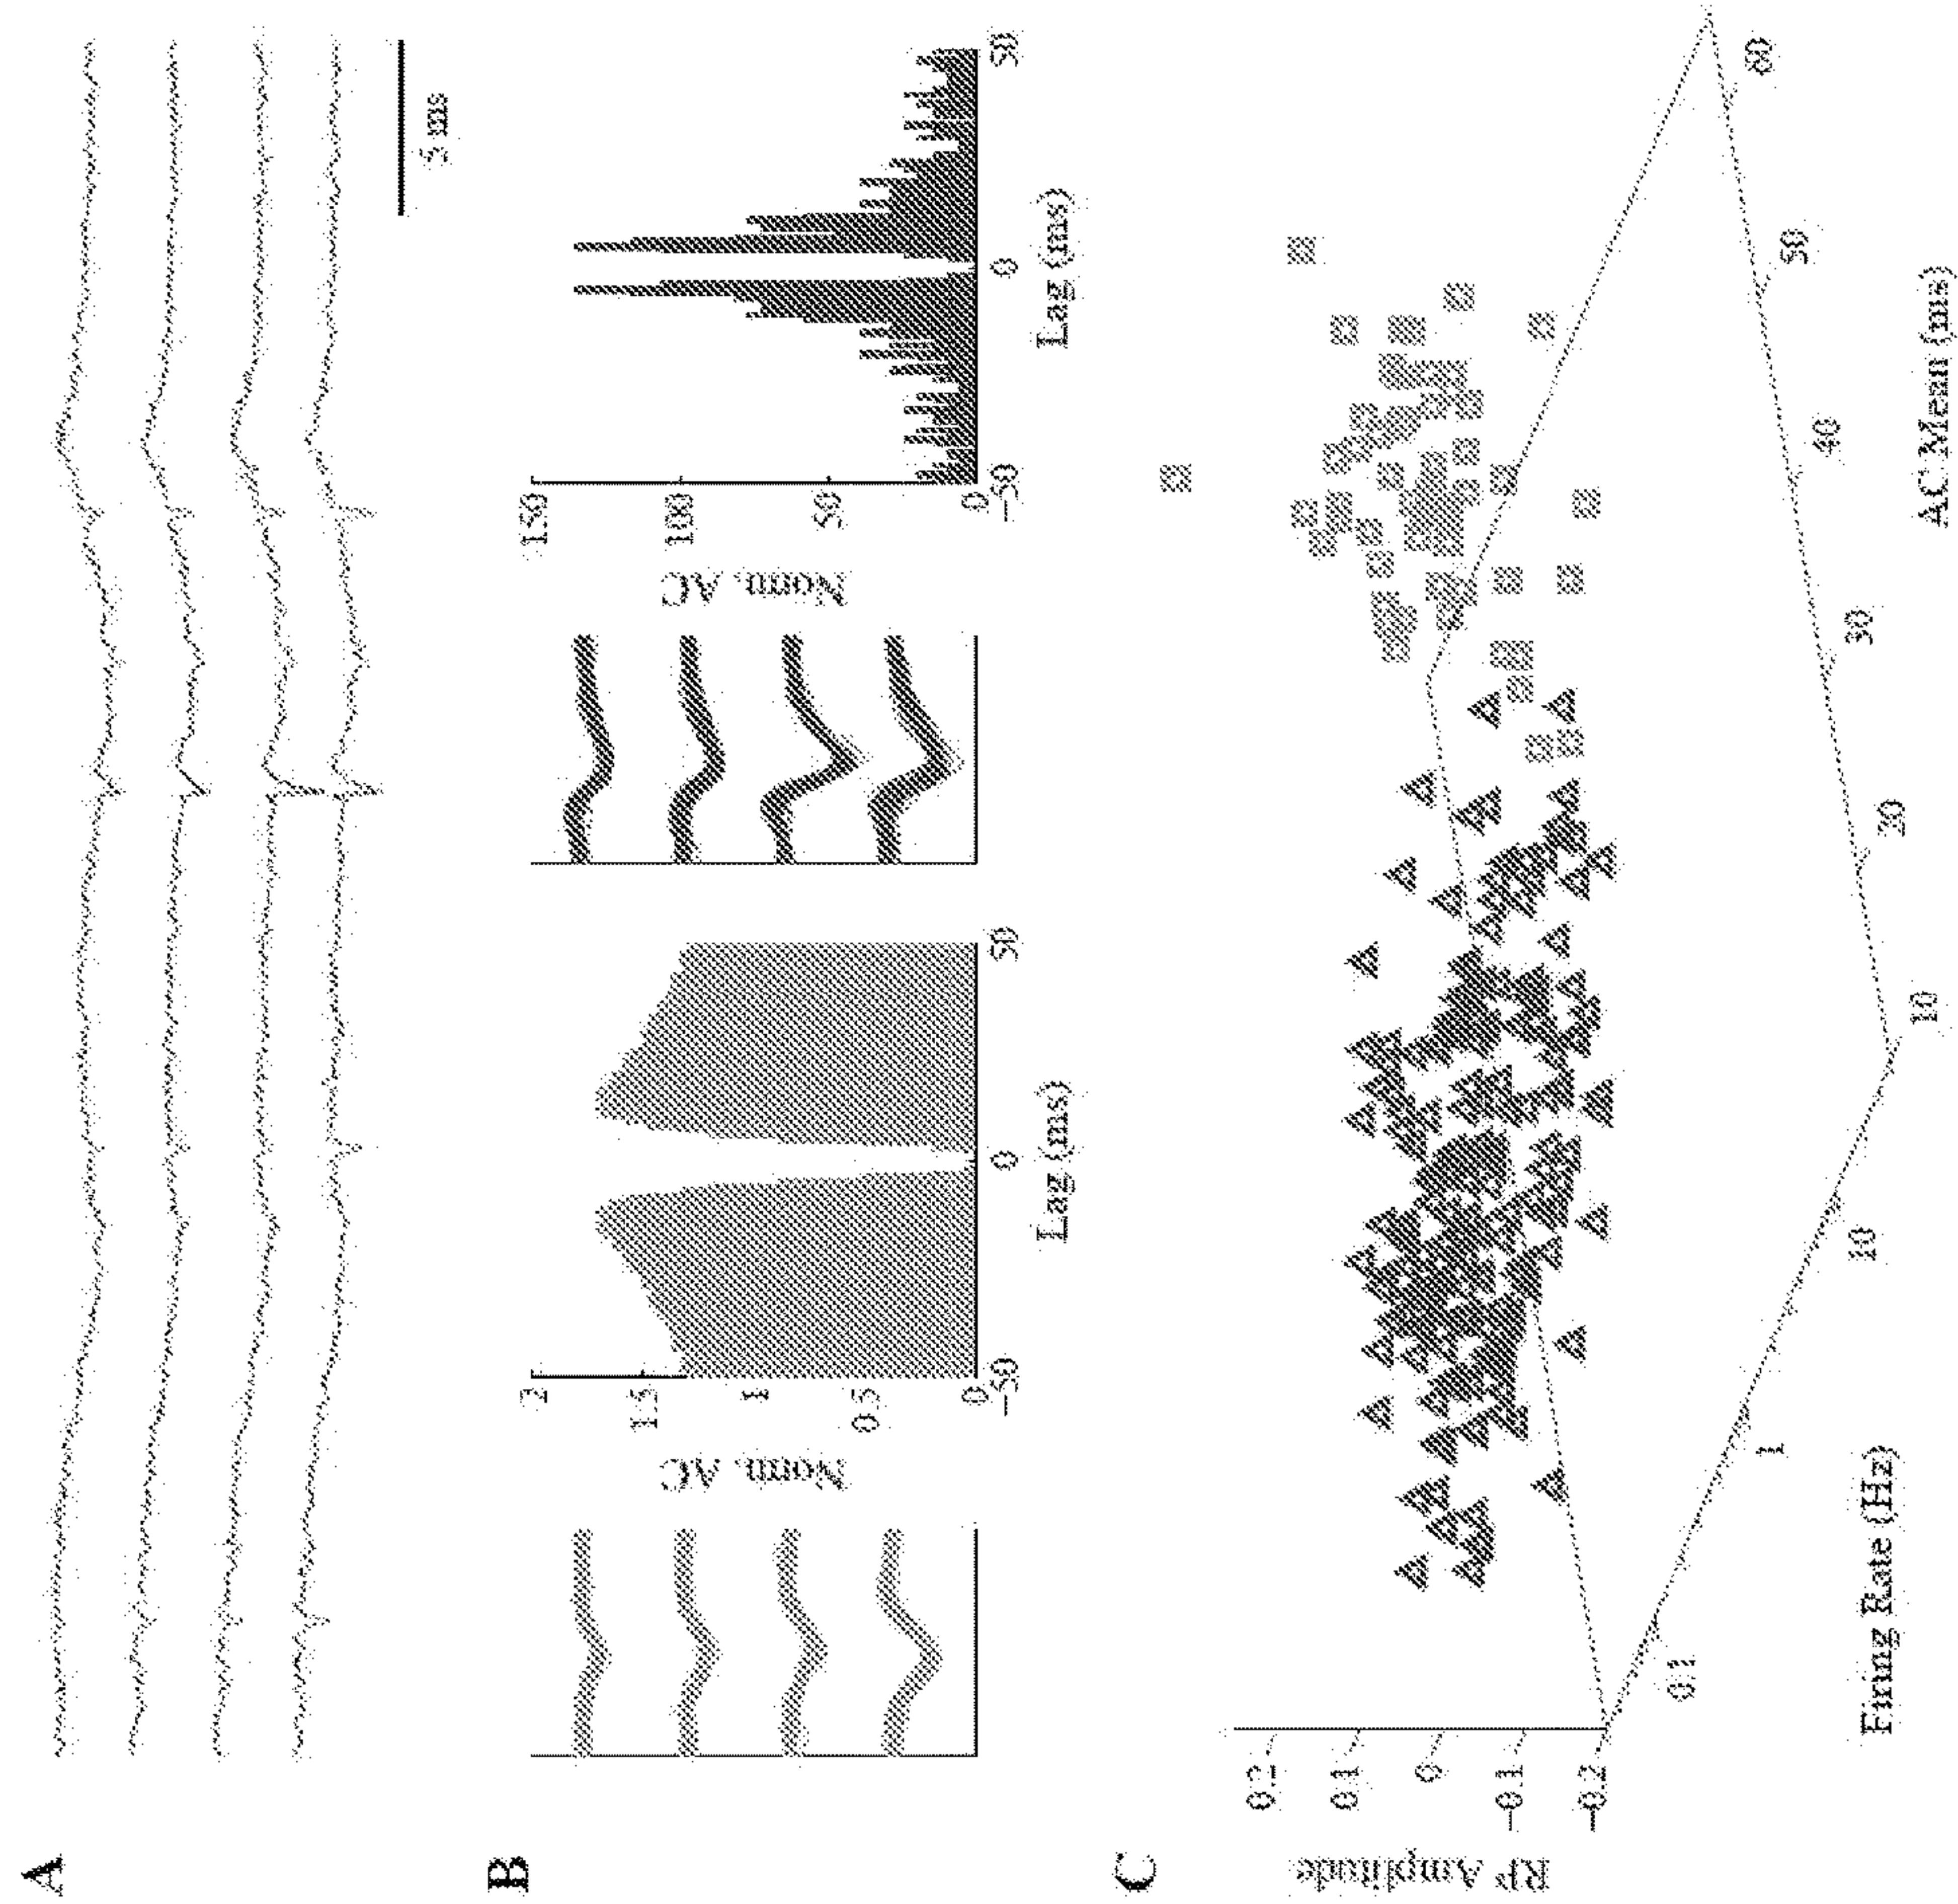 A
5 ms
B
Norm. AC
2
1.5
1
0.5
0
−50
0
50
Lag (ms)
Norm. AC
150
100
50
0
−50
0
50
Lag (ms)
C
RP Amplitude
0.2
0.1
0
−0.1
−0.2
0.1
1
10
Firing Rate (Hz)
10
20
30
40
50
60
AC Mean (ms)